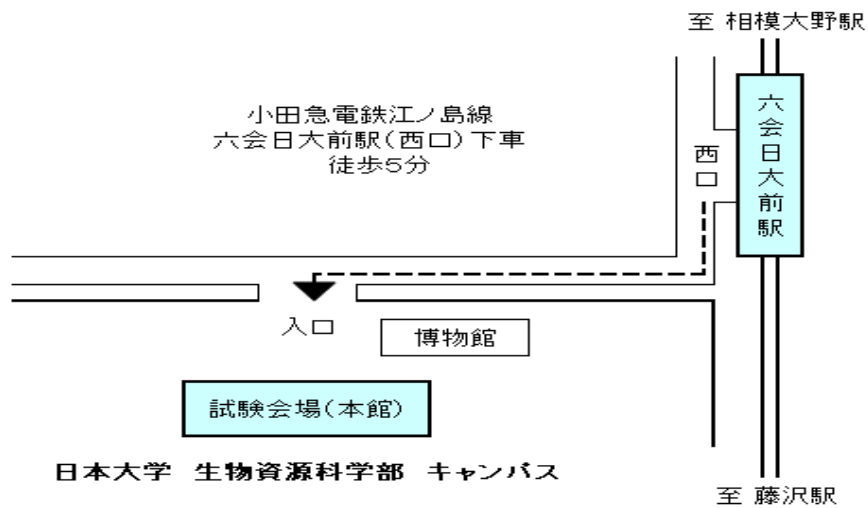 至 相模大野駅
小田急電鉄江ノ島線
六会日大前駅(西口)下車
徒歩5分
西口
六会日大前駅
入口
博物館
試験会場(本館)
日本大学 生物資源科学部 キャンパス
至 藤沢駅